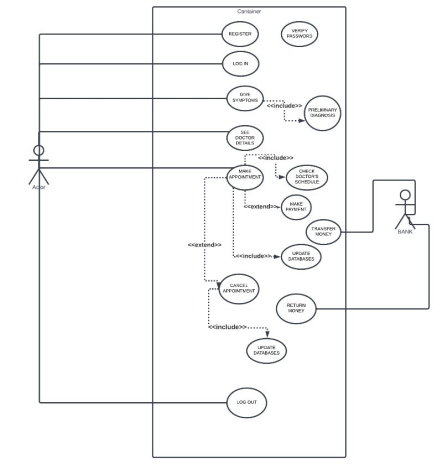 Container
REGISTER
VERIFY
PASSWORD
LOG IN
GIVE
SYMPTOMS
<<include>>
PRELIMINARY
DIAGNOSIS
SEE
DOCTOR
DETAILS
Actor
<<include>>
MAKE
APPOINTMENT
CHECK
DOCTOR'S
SCHEDULE
<<extend>>
MAKE
PAYMENT
TRANSFER
MONEY
BANK
<<extend>>
<<include>>
UPDATE
DATABASES
CANCEL
APPOINTMENT
RETURN
MONEY
<<include>>
UPDATE
DATABASES
LOG OUT